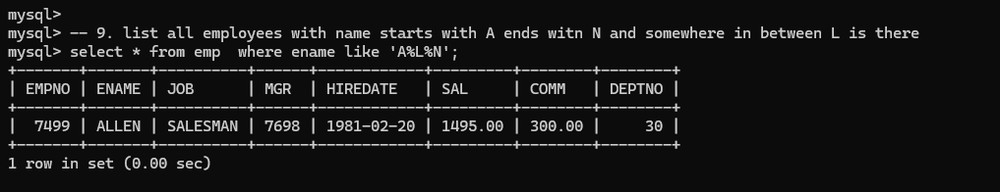 mysql>
mysql> -- 9. list all employees with name starts with A ends witn N and somewhere in between L is there
mysql> select * from emp  where ename like 'A%L%N';
+-------+-------+----------+------+------------+---------+--------+--------+
| EMPNO | ENAME | JOB      | MGR  | HIREDATE   | SAL     | COMM   | DEPTNO |
+-------+-------+----------+------+------------+---------+--------+--------+
|  7499 | ALLEN | SALESMAN | 7698 | 1981-02-20 | 1495.00 | 300.00 |     30 |
+-------+-------+----------+------+------------+---------+--------+--------+
1 row in set (0.00 sec)